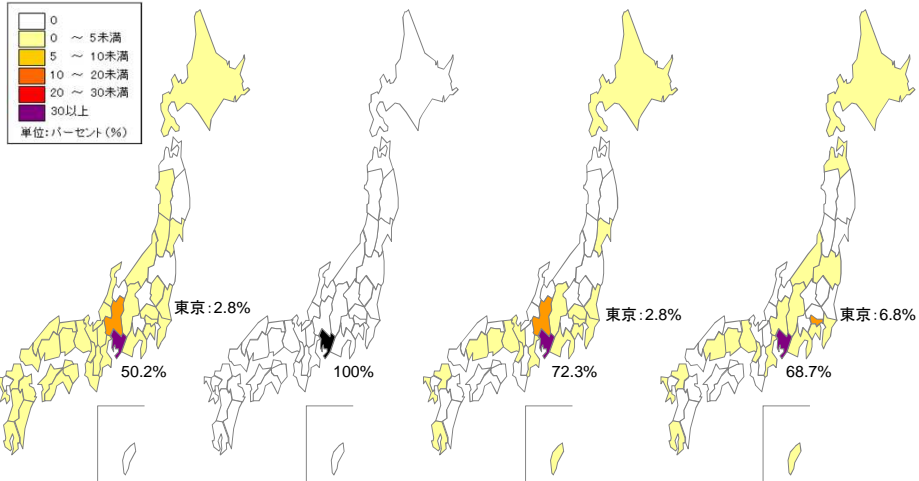 0
0 ～ 5未満
5 ～ 10未満
10 ～ 20未満
20 ～ 30未満
30以上
単位:パーセント(%)
東京:2.8%
50.2%
100%
東京:2.8%
72.3%
東京:6.8%
68.7%